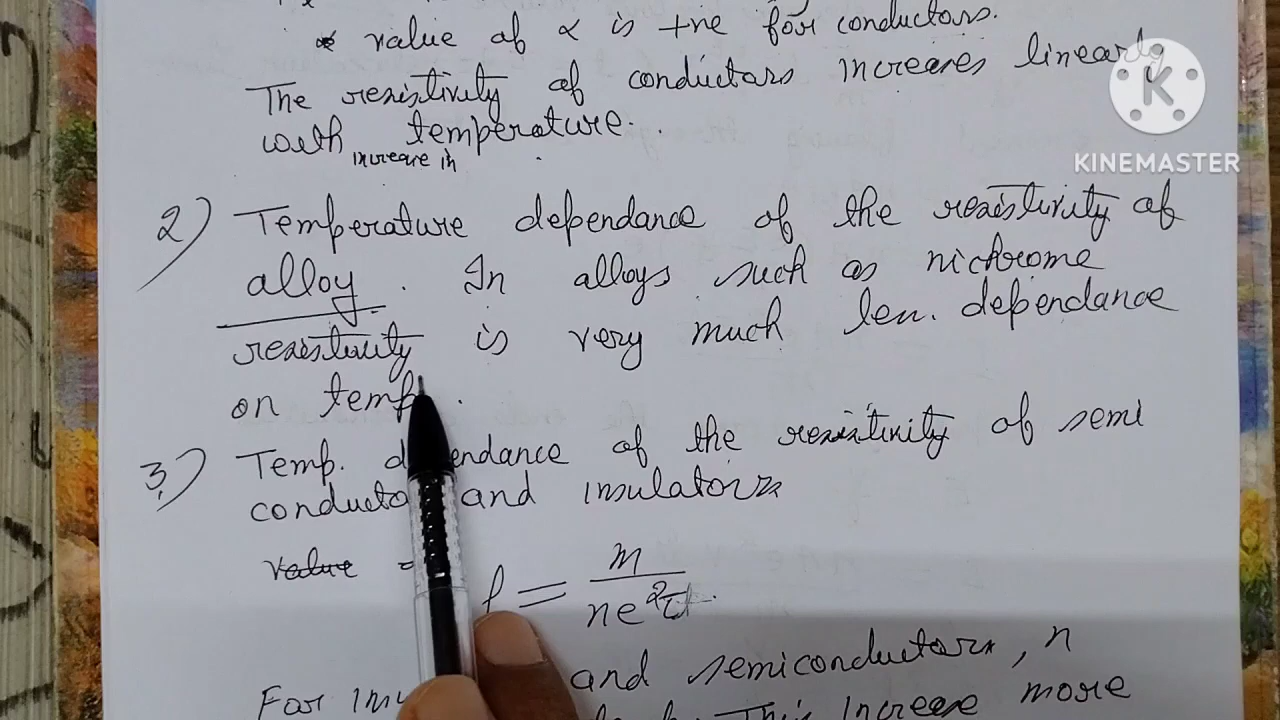 * value of α is +ve for conductors.
The resistivity of conductors increases linearly
with increase in temperature.
KINEMASTER
2) Temperature dependance of the resistivity of
alloy. In alloys such as nichrome
resistivity is very much less. dependance
on temp.
3) Temp. dependance of the resistivity of semi
conductor and insulators
value =
ρ = m / ne²τ
For and semiconductors, n
This increase more